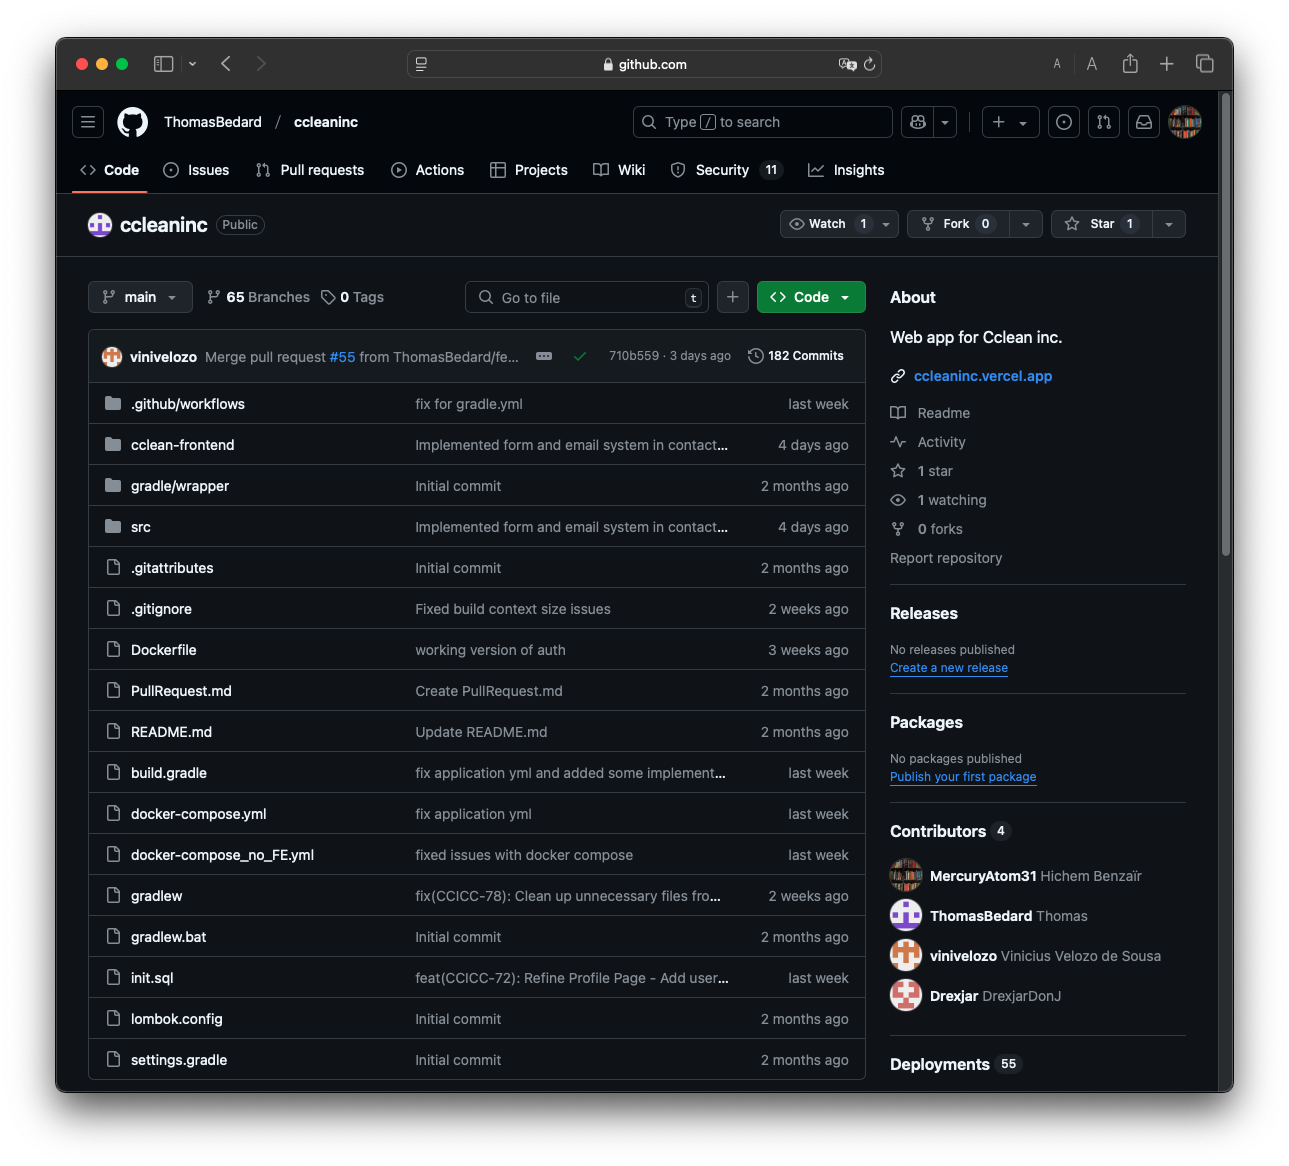 github.com
A A
ThomasBedard / ccleaninc
Type / to search
Code Issues Pull requests Actions Projects Wiki Security 11 Insights
ccleaninc Public
Watch 1 Fork 0 Star 1
main 65 Branches 0 Tags
Go to file t
Code
vinivelozo Merge pull request #55 from ThomasBedard/fe... 710b559 · 3 days ago 182 Commits
.github/workflows fix for gradle.yml last week
cclean-frontend Implemented form and email system in contact... 4 days ago
gradle/wrapper Initial commit 2 months ago
src Implemented form and email system in contact... 4 days ago
.gitattributes Initial commit 2 months ago
.gitignore Fixed build context size issues 2 weeks ago
Dockerfile working version of auth 3 weeks ago
PullRequest.md Create PullRequest.md 2 months ago
README.md Update README.md 2 months ago
build.gradle fix application yml and added some implement... last week
docker-compose.yml fix application yml last week
docker-compose_no_FE.yml fixed issues with docker compose last week
gradlew fix(CCICC-78): Clean up unnecessary files fro... 2 weeks ago
gradlew.bat Initial commit 2 months ago
init.sql feat(CCICC-72): Refine Profile Page - Add user... last week
lombok.config Initial commit 2 months ago
settings.gradle Initial commit 2 months ago
About
Web app for Cclean inc.
ccleaninc.vercel.app
Readme
Activity
1 star
1 watching
0 forks
Report repository
Releases
No releases published
Create a new release
Packages
No packages published
Publish your first package
Contributors 4
MercuryAtom31 Hichem Benzaïr
ThomasBedard Thomas
vinivelozo Vinicius Velozo de Sousa
Drexjar DrexjarDonJ
Deployments 55